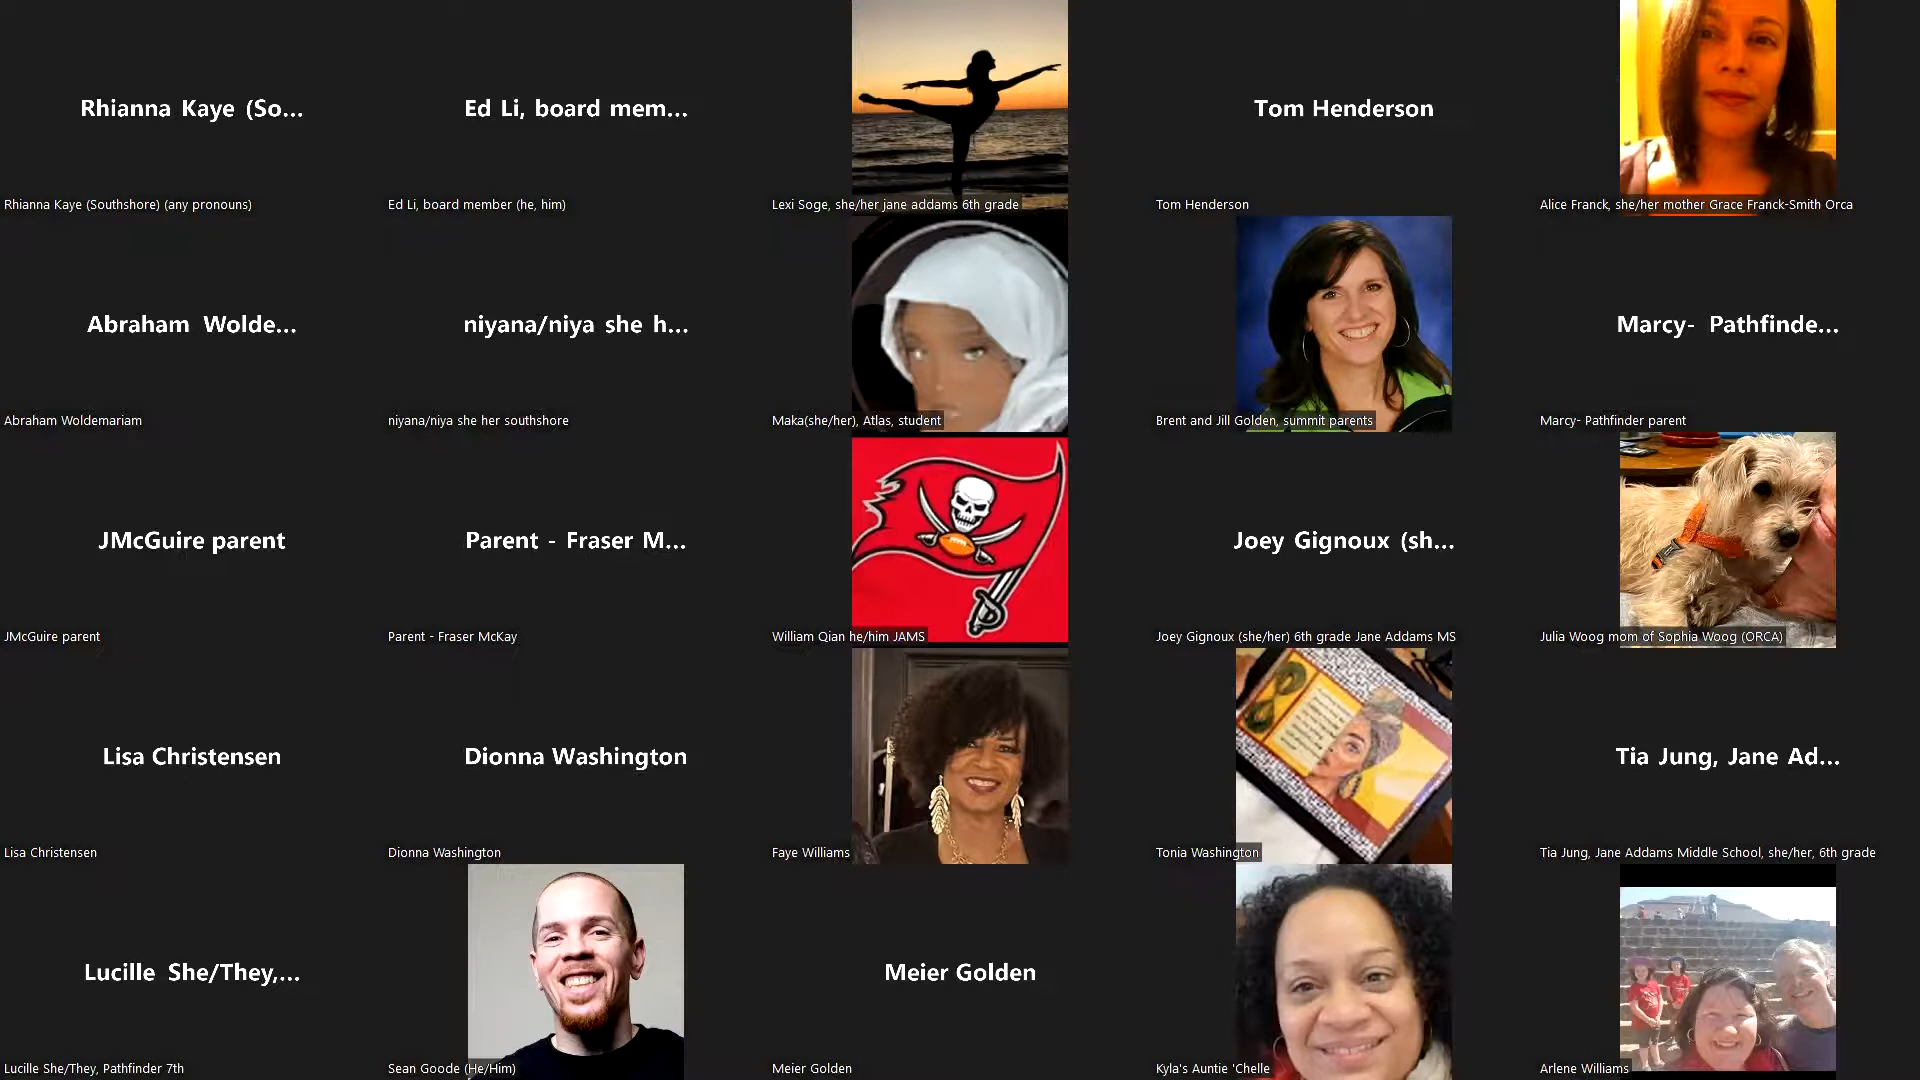 Rhianna Kaye (So...
Rhianna Kaye (Southshore) (any pronouns)
Ed Li, board mem...
Ed Li, board member (he, him)
Lexi Soge, she/her jane addams 6th grade
Tom Henderson
Tom Henderson
Alice Franck, she/her mother Grace Franck-Smith Orca
Abraham Wolde...
Abraham Woldemariam
niyana/niya she h...
niyana/niya she her southshore
Maka(she/her), Atlas, student
Brent and Jill Golden, summit parents
Marcy- Pathfinde...
Marcy- Pathfinder parent
JMcGuire parent
JMcGuire parent
Parent - Fraser M...
Parent - Fraser McKay
William Qian he/him JAMS
Joey Gignoux (sh...
Joey Gignoux (she/her) 6th grade Jane Addams MS
Julia Woog mom of Sophia Woog (ORCA)
Lisa Christensen
Lisa Christensen
Dionna Washington
Dionna Washington
Faye Williams
Tonia Washington
Tia Jung, Jane Ad...
Tia Jung, Jane Addams Middle School, she/her, 6th grade
Lucille She/They,...
Lucille She/They, Pathfinder 7th
Sean Goode (He/Him)
Meier Golden
Meier Golden
Kyla's Auntie 'Chelle
Arlene Williams